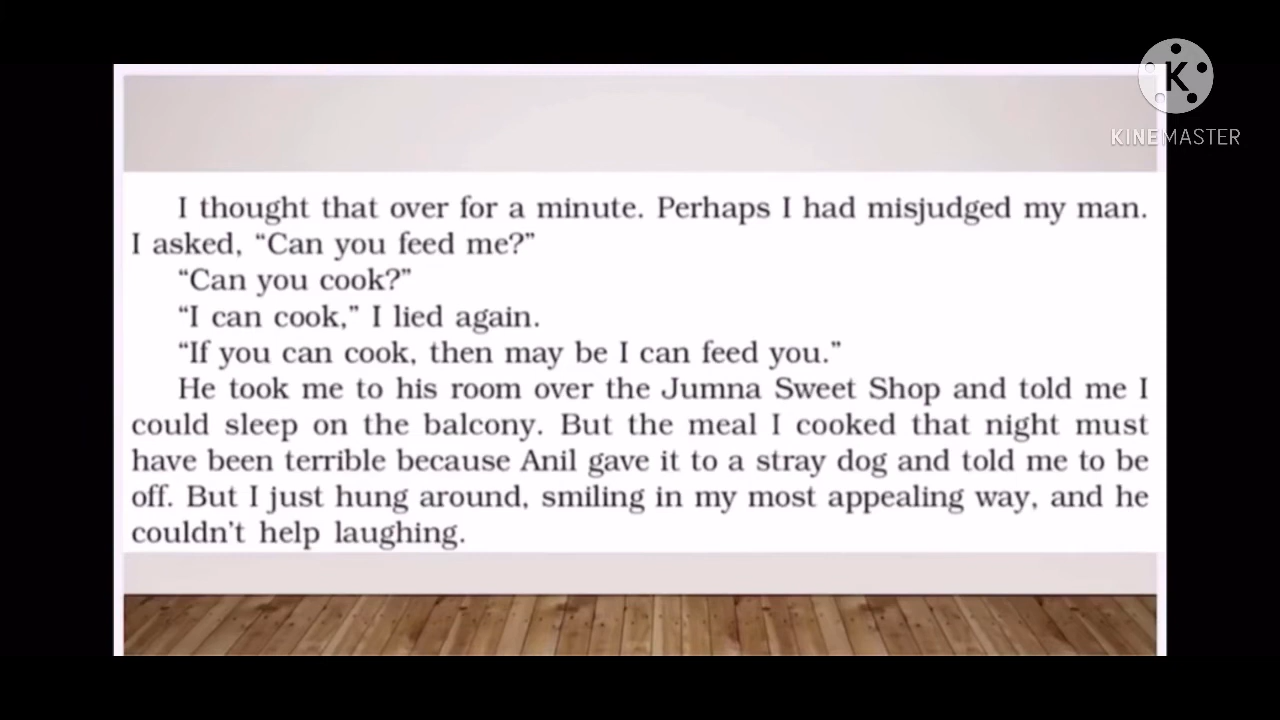 K
KINEMASTER
I thought that over for a minute. Perhaps I had misjudged my man.
I asked, “Can you feed me?”
“Can you cook?”
“I can cook,” I lied again.
“If you can cook, then may be I can feed you.”
He took me to his room over the Jumna Sweet Shop and told me I
could sleep on the balcony. But the meal I cooked that night must
have been terrible because Anil gave it to a stray dog and told me to be
off. But I just hung around, smiling in my most appealing way, and he
couldn’t help laughing.